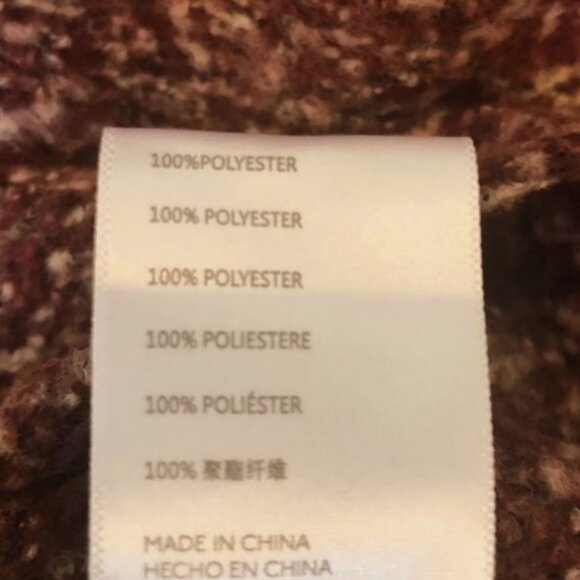 100%POLYESTER
100% POLYESTER
100% POLYESTER
100% POLIESTERE
100% POLIÉSTER
100% 聚酯纤维
MADE IN CHINA
HECHO EN CHINA